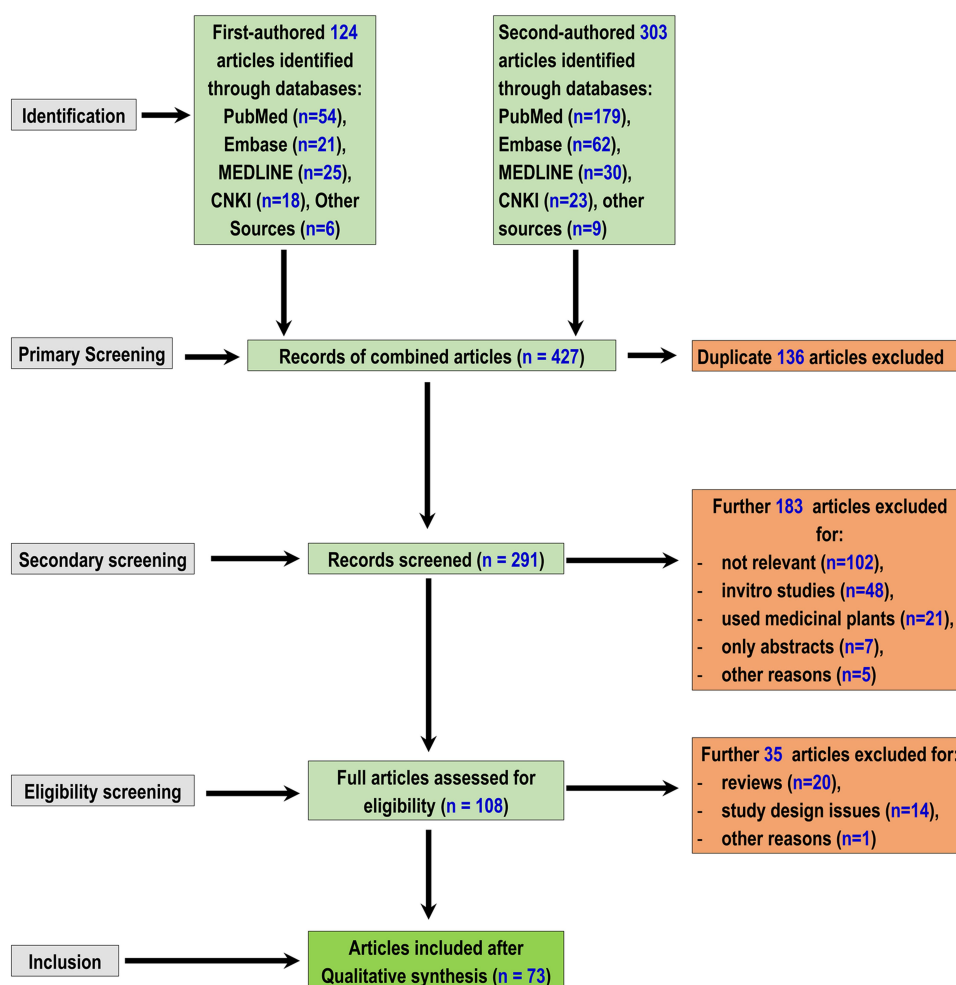 First-authored 124
articles identified
through databases:
PubMed (n=54),
Embase (n=21),
MEDLINE (n=25),
CNKI (n=18), Other
Sources (n=6)
Second-authored 303
articles identified
through databases:
PubMed (n=179),
Embase (n=62),
MEDLINE (n=30),
CNKI (n=23), other
sources (n=9)
Identification
Primary Screening
Records of combined articles (n = 427)
Duplicate 136 articles excluded
Secondary screening
Records screened (n = 291)
Further 183 articles excluded
for:
- not relevant (n=102),
- invitro studies (n=48),
- used medicinal plants (n=21),
- only abstracts (n=7),
- other reasons (n=5)
Eligibility screening
Full articles assessed for
eligibility (n = 108)
Further 35 articles excluded for:
- reviews (n=20),
- study design issues (n=14),
- other reasons (n=1)
Inclusion
Articles included after
Qualitative synthesis (n = 73)